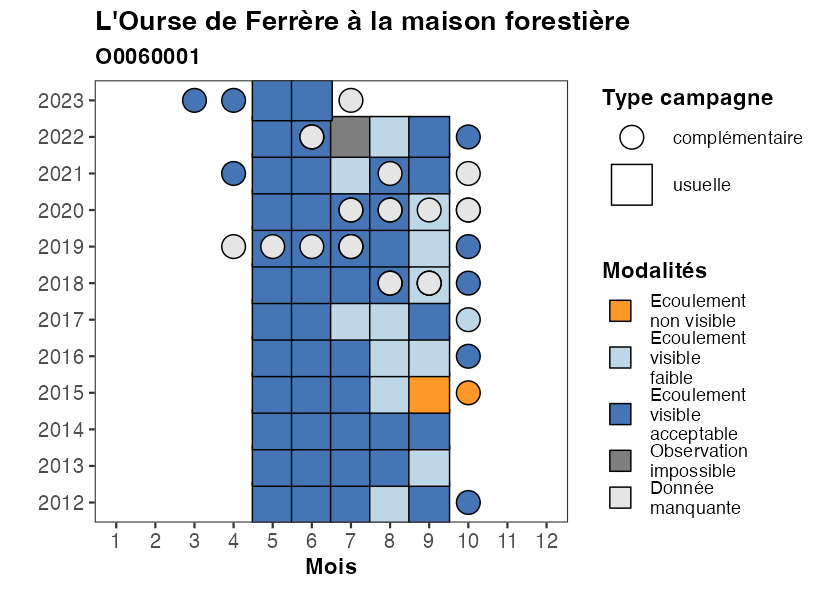 L'Ourse de Ferrère à la maison forestière
O0060001
2023
2022
2021
2020
2019
2018
2017
2016
2015
2014
2013
2012
1 2 3 4 5 6 7 8 9 10 11 12
Mois
Type campagne
complémentaire
usuelle
Modalités
Ecoulement
non visible
Ecoulement
visible
faible
Ecoulement
visible
acceptable
Observation
impossible
Donnée
manquante